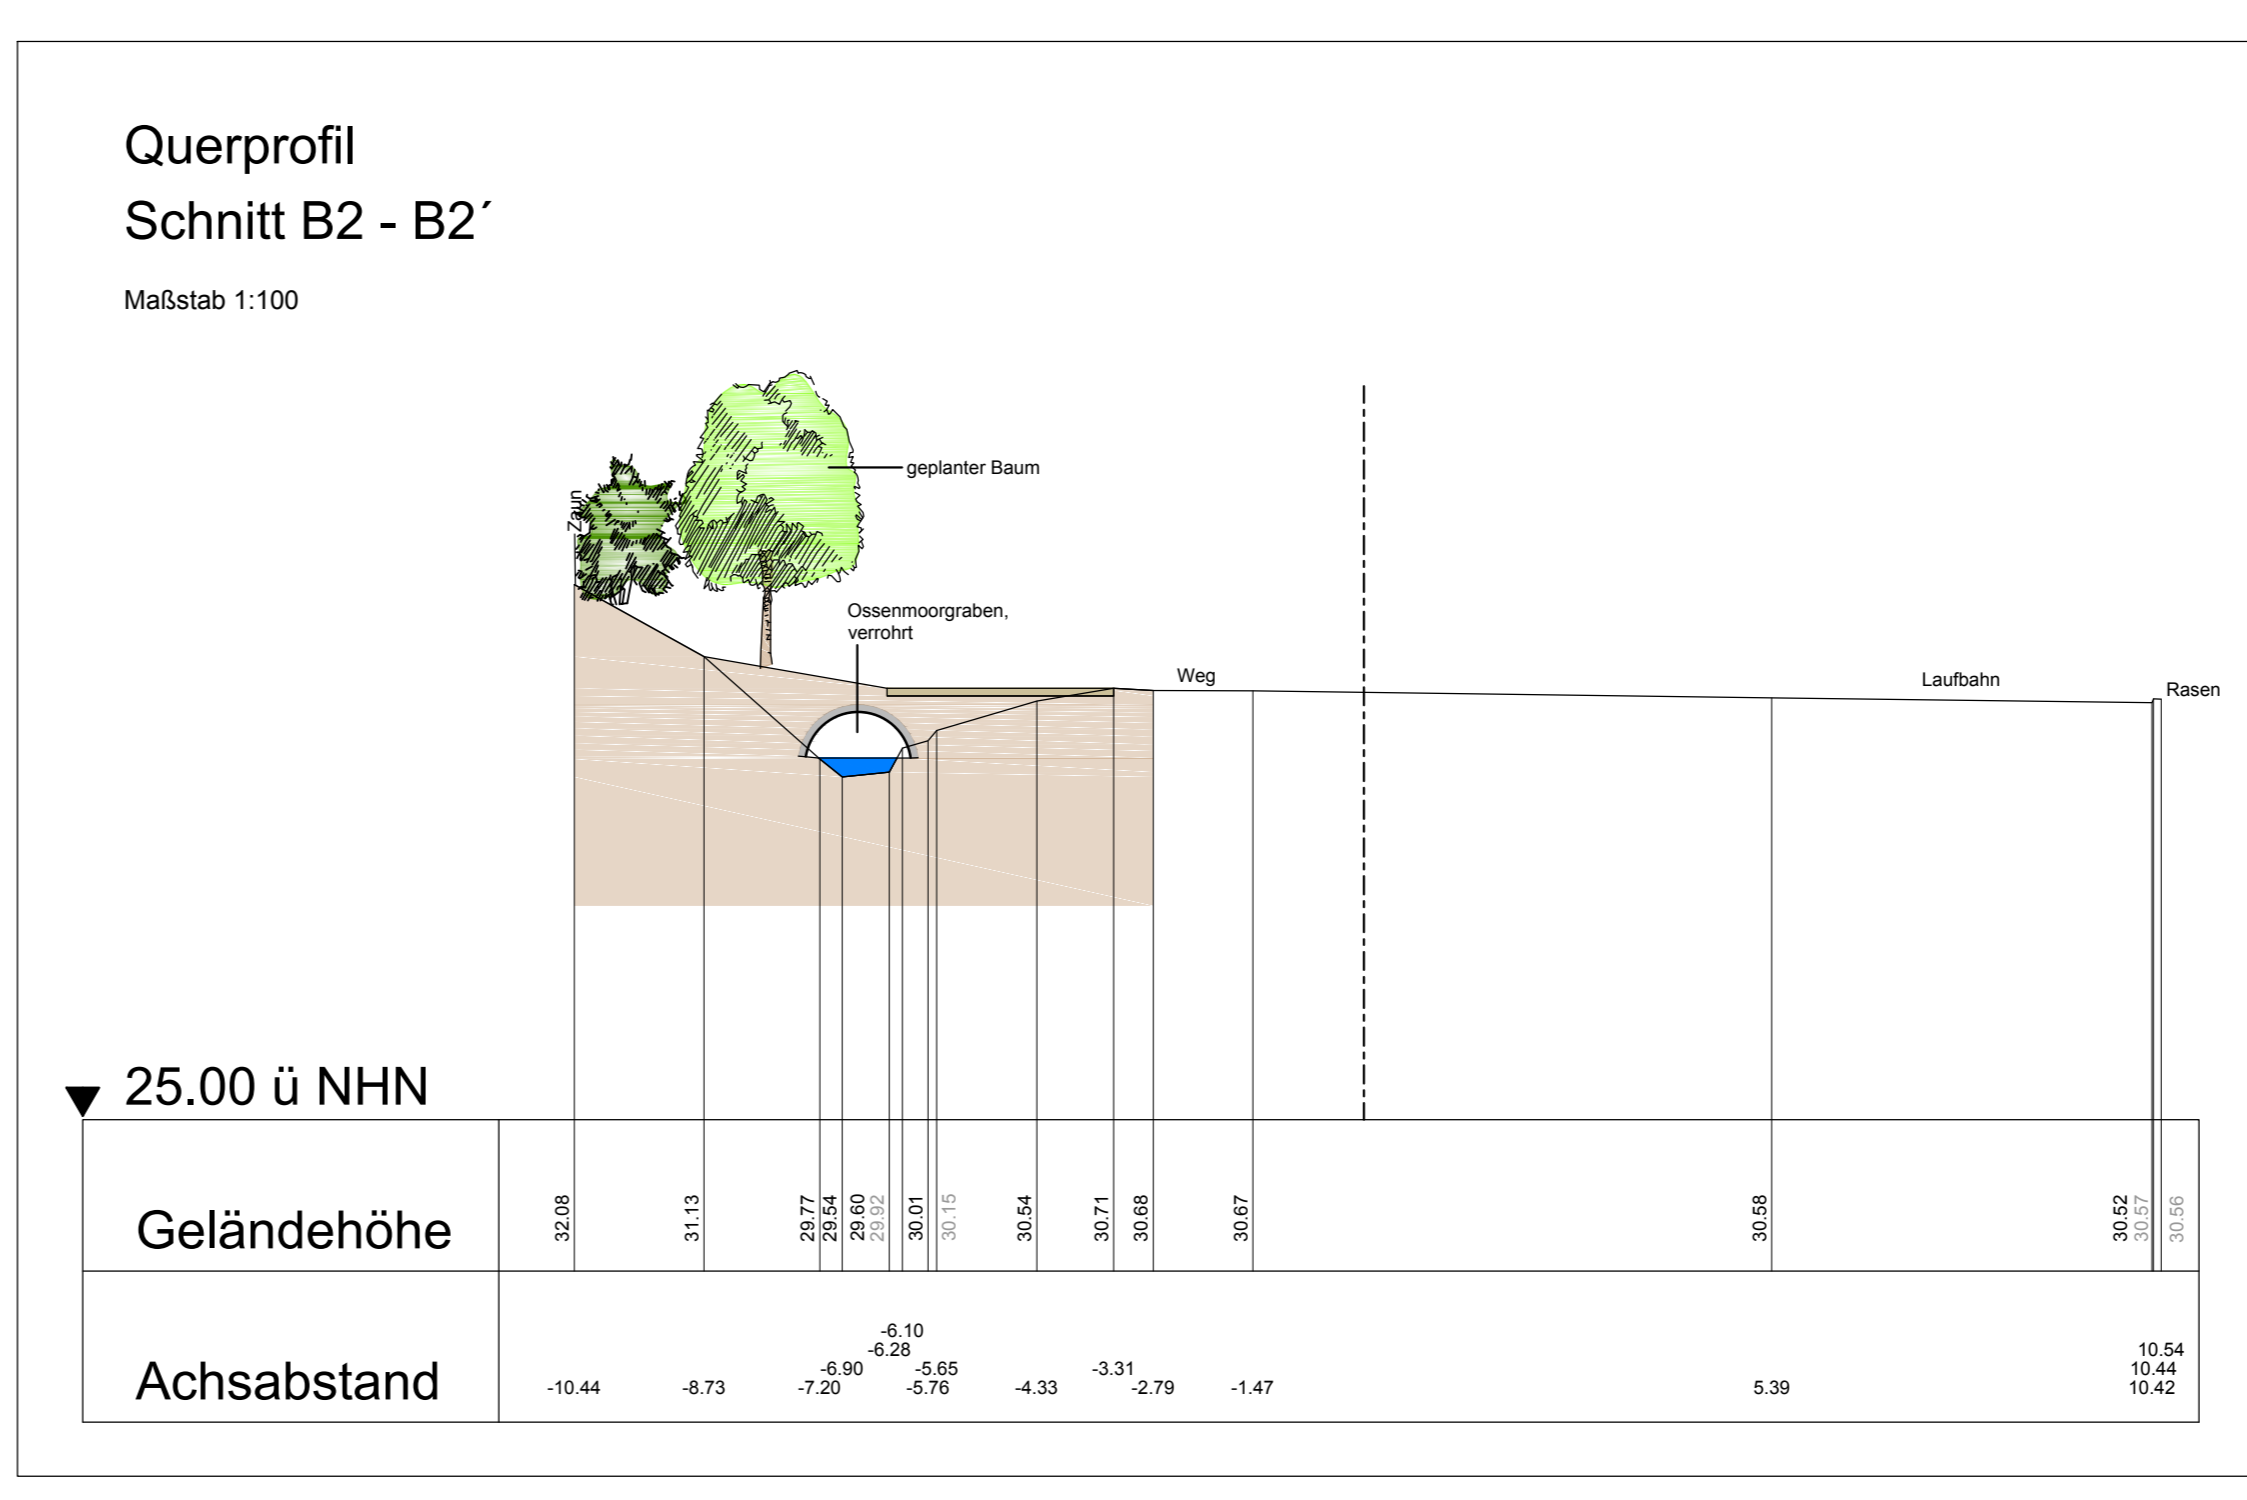 Querprofil
Schnitt B2 - B2´
Maßstab 1:100
Zaun
geplanter Baum
Ossenmoorgraben,
verrohrt
Weg
Laufbahn
Rasen
25.00 ü NHN
Geländehöhe
32.08
31.13
29.77
29.54
29.60
29.92
30.01
30.15
30.54
30.71
30.68
30.67
30.58
30.52
30.57
30.56
Achsabstand
-10.44
-8.73
-7.20
-6.90
-6.28
-6.10
-5.76
-5.65
-4.33
-3.31
-2.79
-1.47
5.39
10.42
10.44
10.54